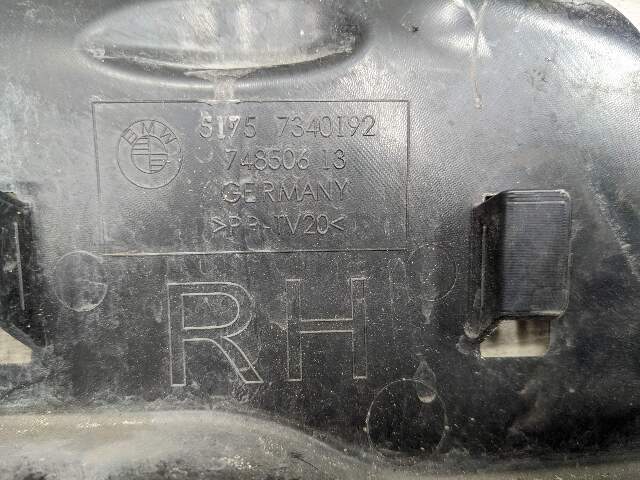 BMW
5175 7340192
748506 13
GERMANY
>PP-TV20<
RH